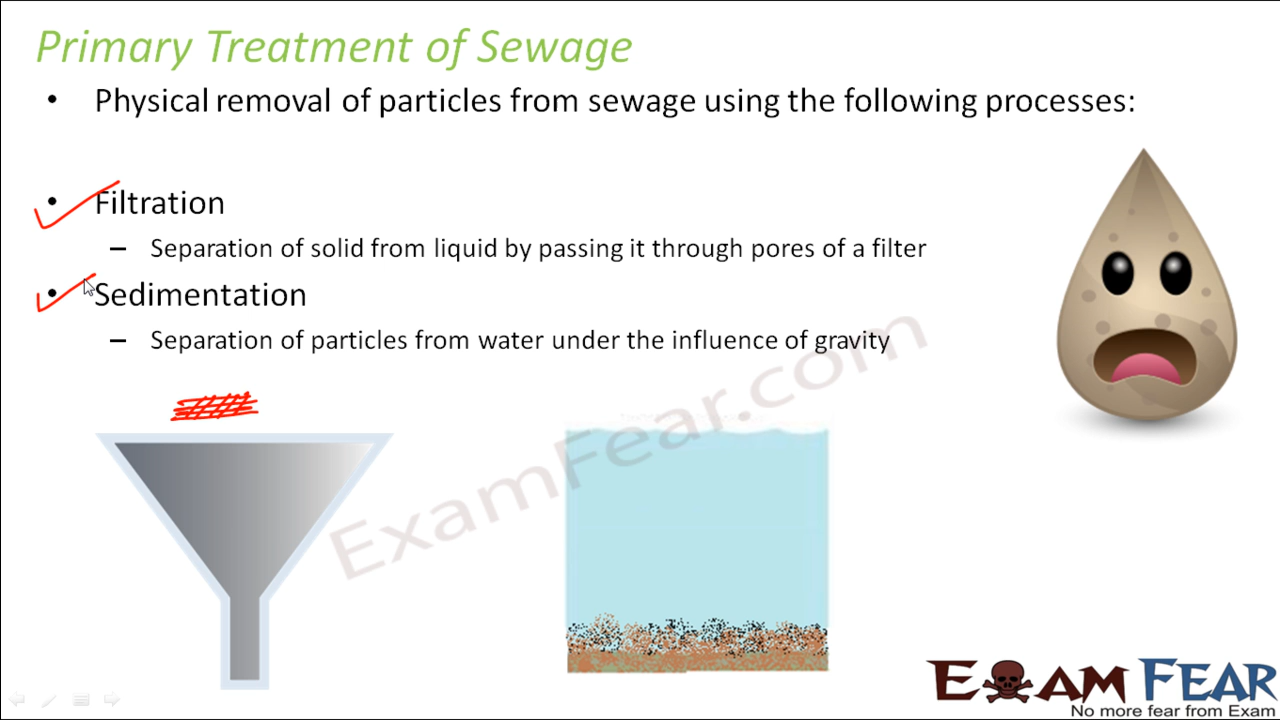 Primary Treatment of Sewage
• Physical removal of particles from sewage using the following processes:
• Filtration
– Separation of solid from liquid by passing it through pores of a filter
• Sedimentation
– Separation of particles from water under the influence of gravity
ExamFear.com
EXAM FEAR
No more fear from Exam